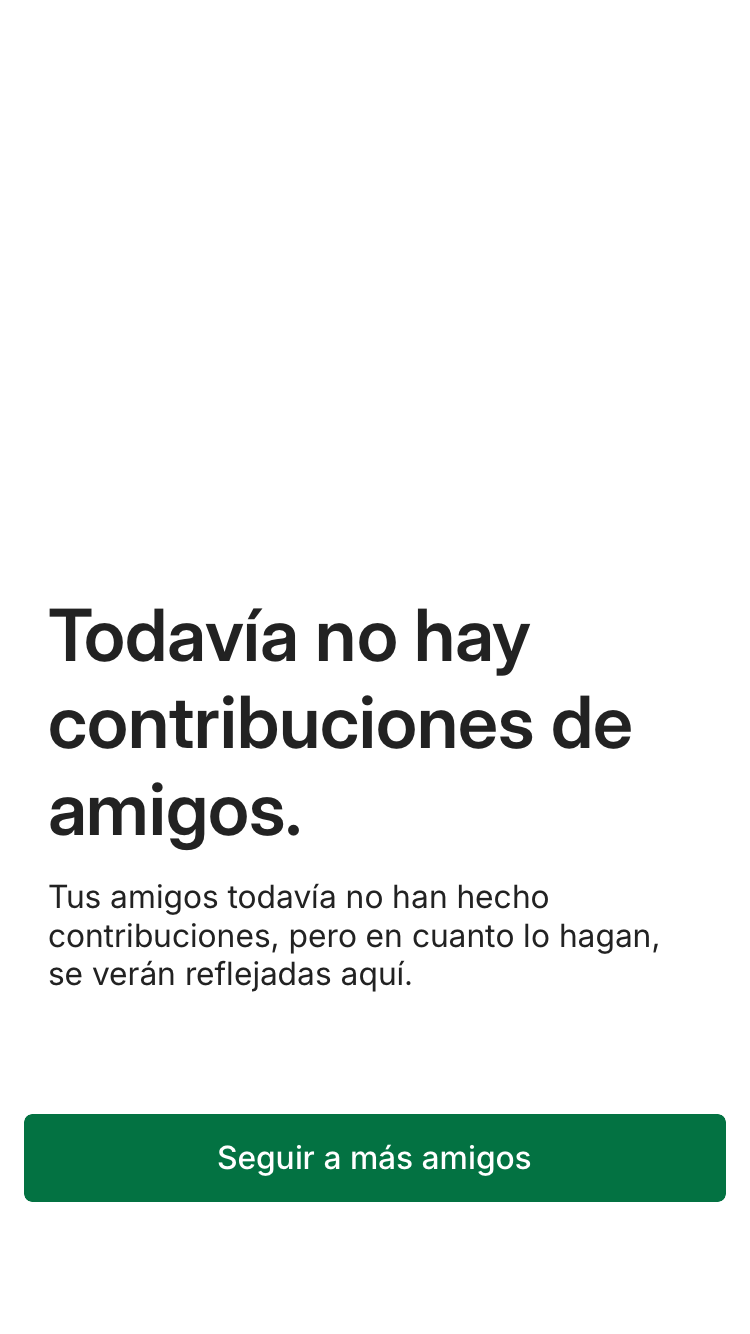 Todavía no hay
contribuciones de
amigos.
Tus amigos todavía no han hecho
contribuciones, pero en cuanto lo hagan,
se verán reflejadas aquí.
Seguir a más amigos